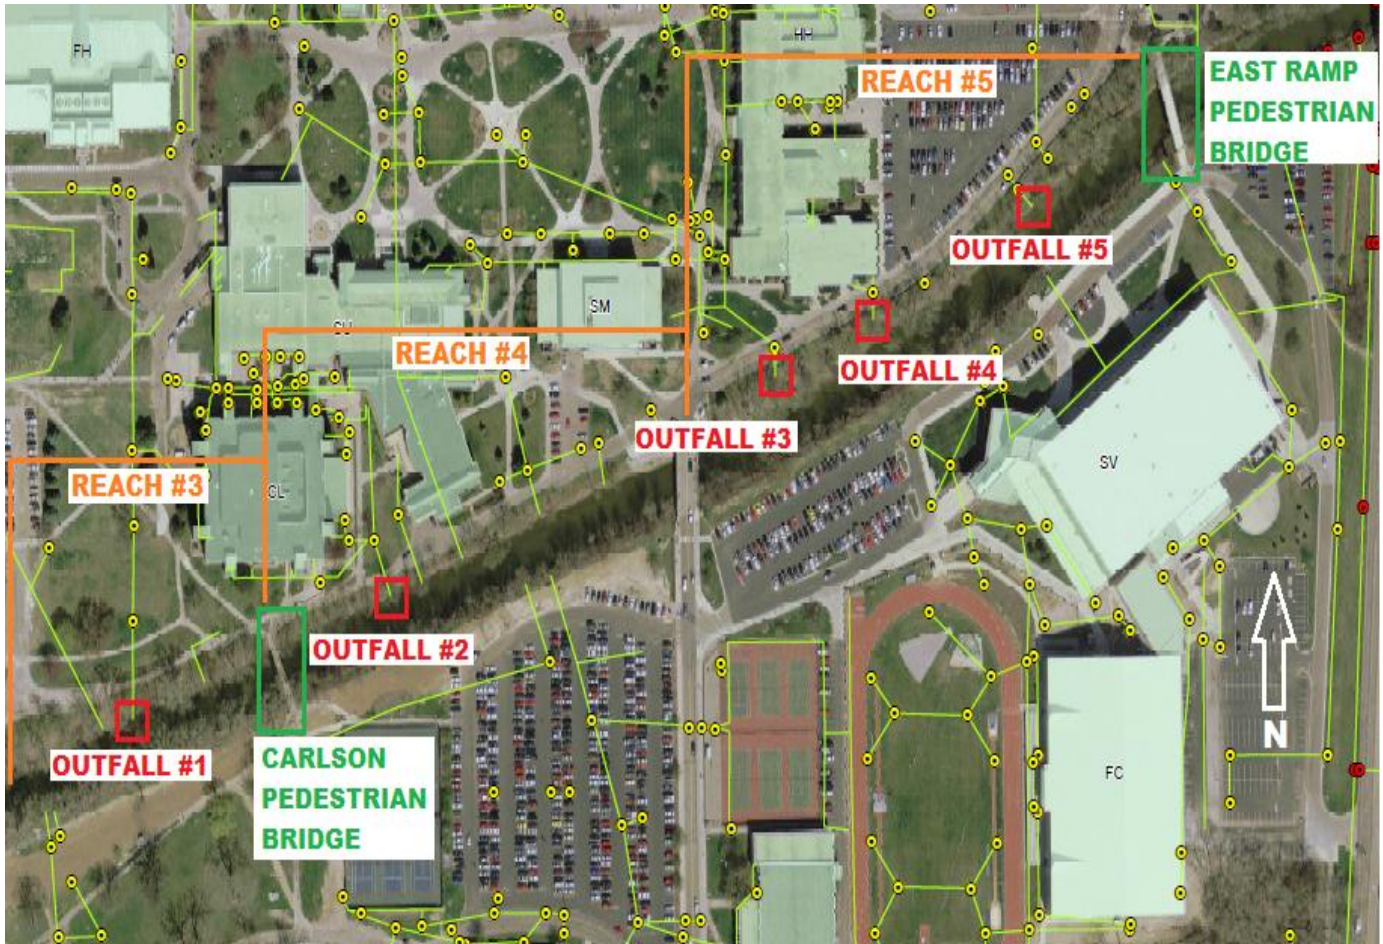 FH
HH
REACH #5
EAST RAMP
PEDESTRIAN
BRIDGE
OUTFALL #5
SM
REACH #4
OUTFALL #4
OUTFALL #3
SV
REACH #3
CL
OUTFALL #2
N
OUTFALL #1
CARLSON
PEDESTRIAN
BRIDGE
FC